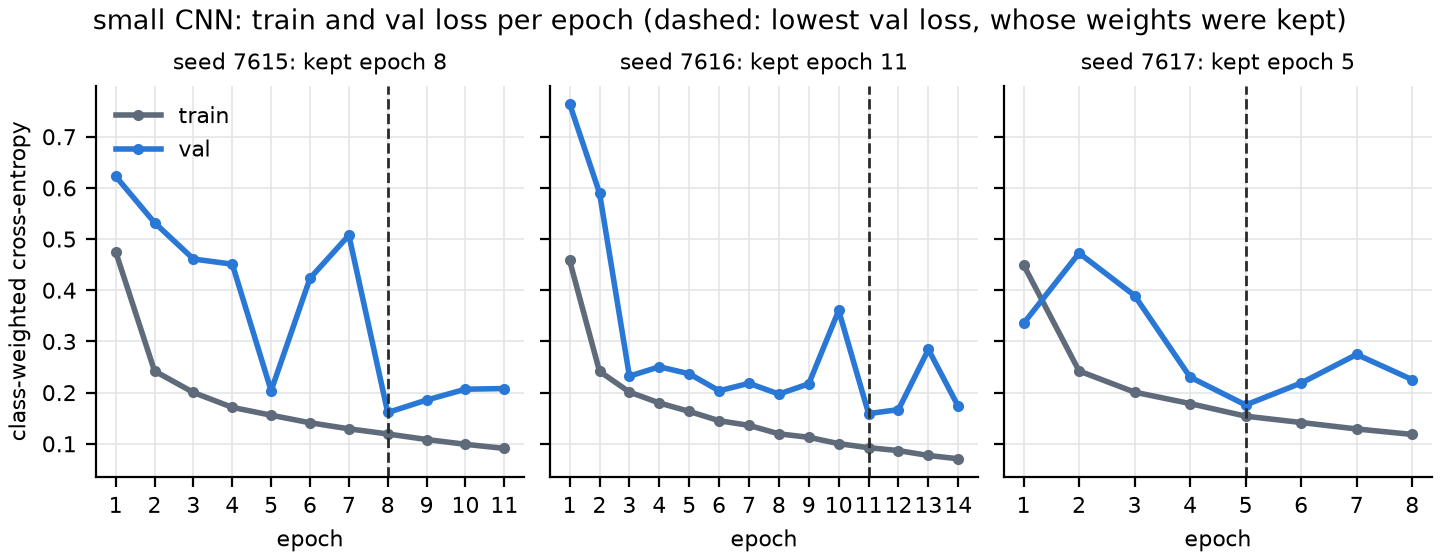 small CNN: train and val loss per epoch (dashed: lowest val loss, whose weights were kept)
seed 7615: kept epoch 8
seed 7616: kept epoch 11
seed 7617: kept epoch 5
class-weighted cross-entropy
0.7
0.6
0.5
0.4
0.3
0.2
0.1
train
val
1 2 3 4 5 6 7 8 9 10 11
1 2 3 4 5 6 7 8 9 10 11 12 13 14
1 2 3 4 5 6 7 8
epoch
epoch
epoch